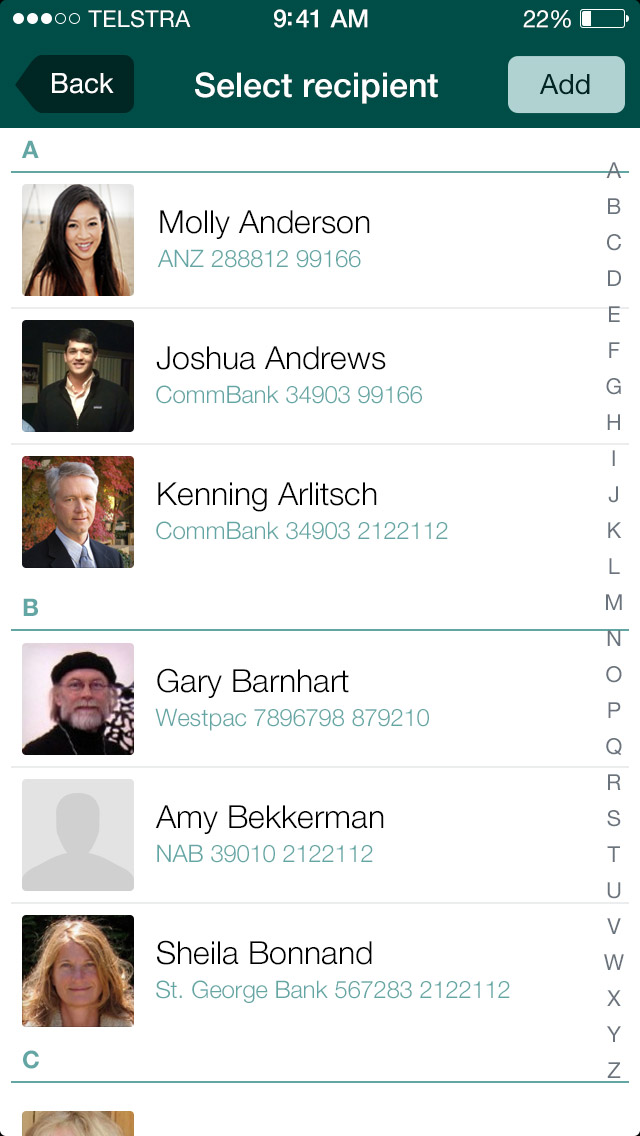 TELSTRA 9:41 AM 22%
Back Select recipient Add
A
Molly Anderson
ANZ 288812 99166
Joshua Andrews
CommBank 34903 99166
Kenning Arlitsch
CommBank 34903 2122112
B
Gary Barnhart
Westpac 7896798 879210
Amy Bekkerman
NAB 39010 2122112
Sheila Bonnand
St. George Bank 567283 2122112
C
A
B
C
D
E
F
G
H
I
J
K
L
M
N
O
P
Q
R
S
T
U
V
W
X
Y
Z